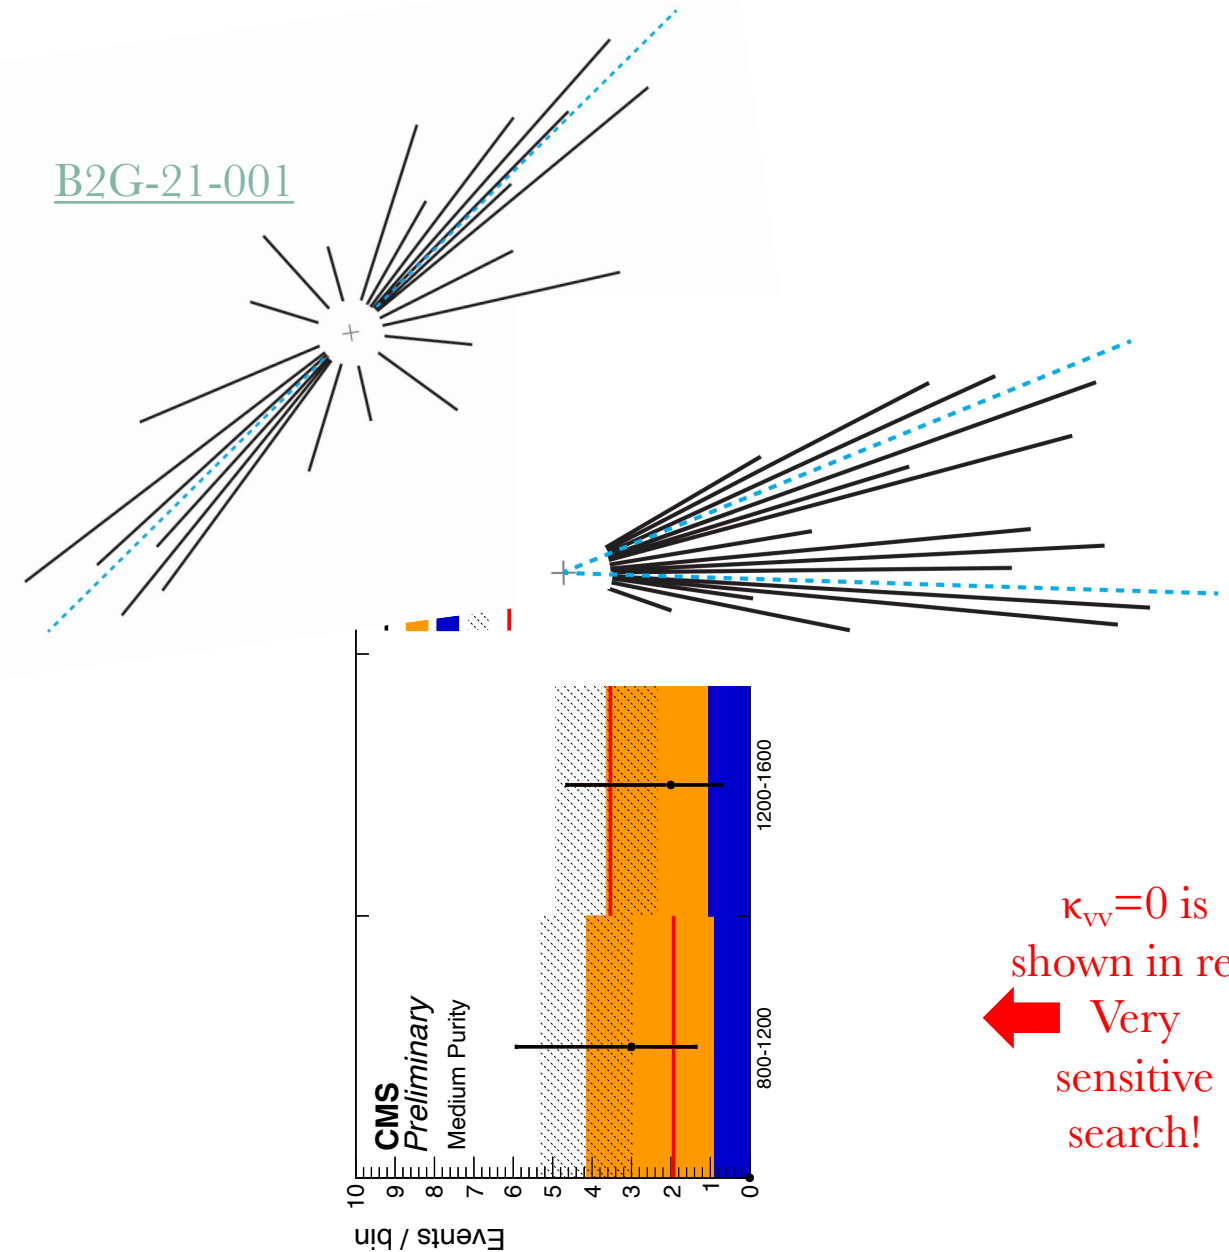 B2G-21-001
CMS
Preliminary
Medium Purity
Events / bin
10
9
8
7
6
5
4
3
2
1
0
800-1200
1200-1600
κ_vv=0 is
shown in re
Very
sensitive
search!